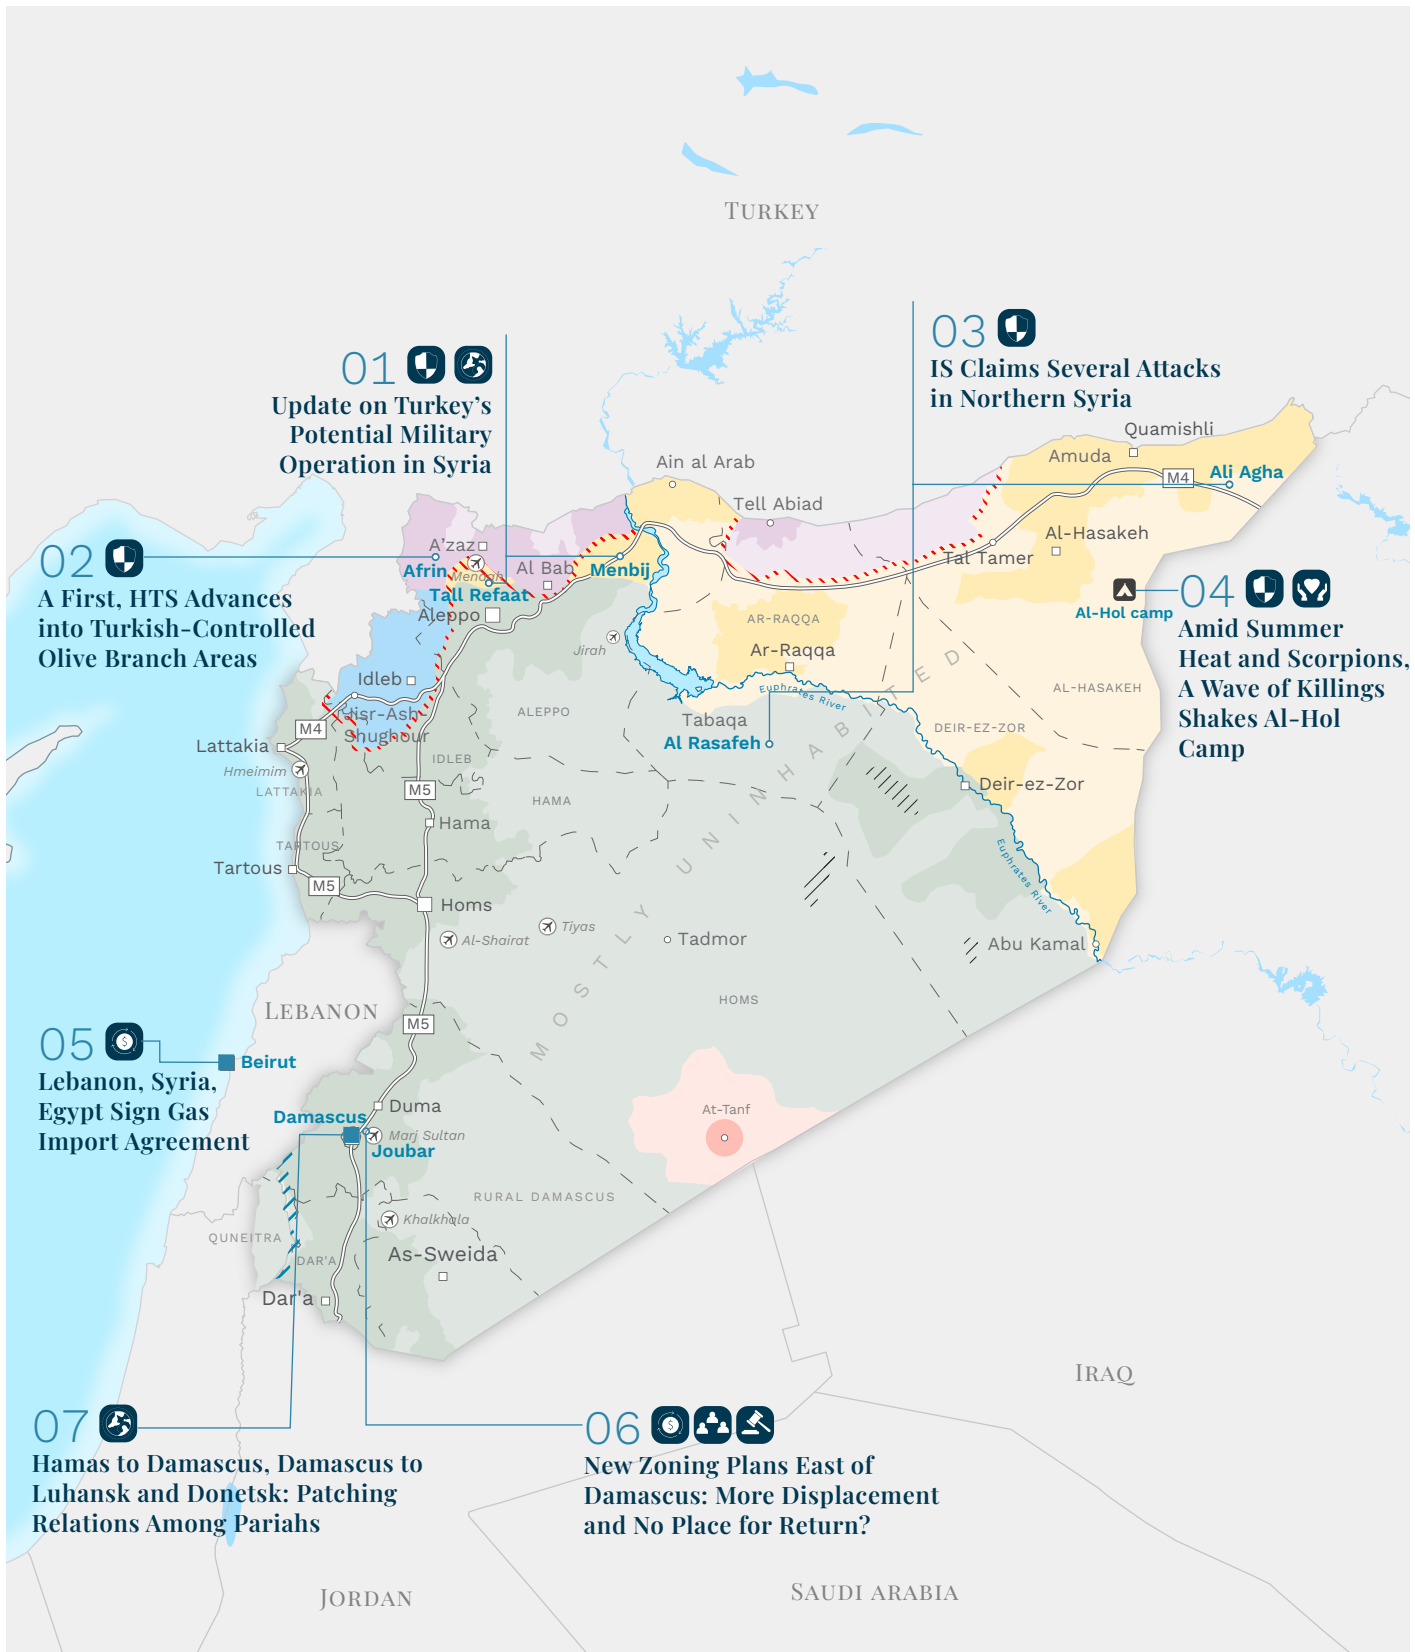 TURKEY
01
Update on Turkey's
Potential Military
Operation in Syria
03
IS Claims Several Attacks
in Northern Syria
Quamishli
Amuda
M4
Ali Agha
Ain al Arab
Tell Abiad
Al-Hasakeh
Tal Tamer
02
A First, HTS Advances
into Turkish-Controlled
Olive Branch Areas
A'zaz
Afrin
Menagh
Al Bab
Menbij
Tall Refaat
Aleppo
Al-Hol camp
04
Amid Summer
Heat and Scorpions,
A Wave of Killings
Shakes Al-Hol
Camp
AR-RAQQA
Ar-Raqqa
Jirah
Idleb
Euphrates River
AL-HASAKEH
Jisr-Ash
Shughour
ALEPPO
Tabaqa
Al Rasafeh
DEIR-EZ-ZOR
M4
Lattakia
IDLEB
Hmeimim
LATTAKIA
M5
HAMA
Deir-ez-Zor
Hama
MOSTLY UNINHABITED
TARTOUS
Tartous
M5
Homs
Euphrates River
Al-Shairat
Tiyas
Tadmor
Abu Kamal
HOMS
LEBANON
M5
05
Lebanon, Syria,
Egypt Sign Gas
Import Agreement
Beirut
Duma
Damascus
Marj Sultan
Joubar
At-Tanf
RURAL DAMASCUS
Khalkhala
QUNEITRA
DAR'A
As-Sweida
Dar'a
IRAQ
07
Hamas to Damascus, Damascus to
Luhansk and Donetsk: Patching
Relations Among Pariahs
06
New Zoning Plans East of
Damascus: More Displacement
and No Place for Return?
JORDAN
SAUDI ARABIA